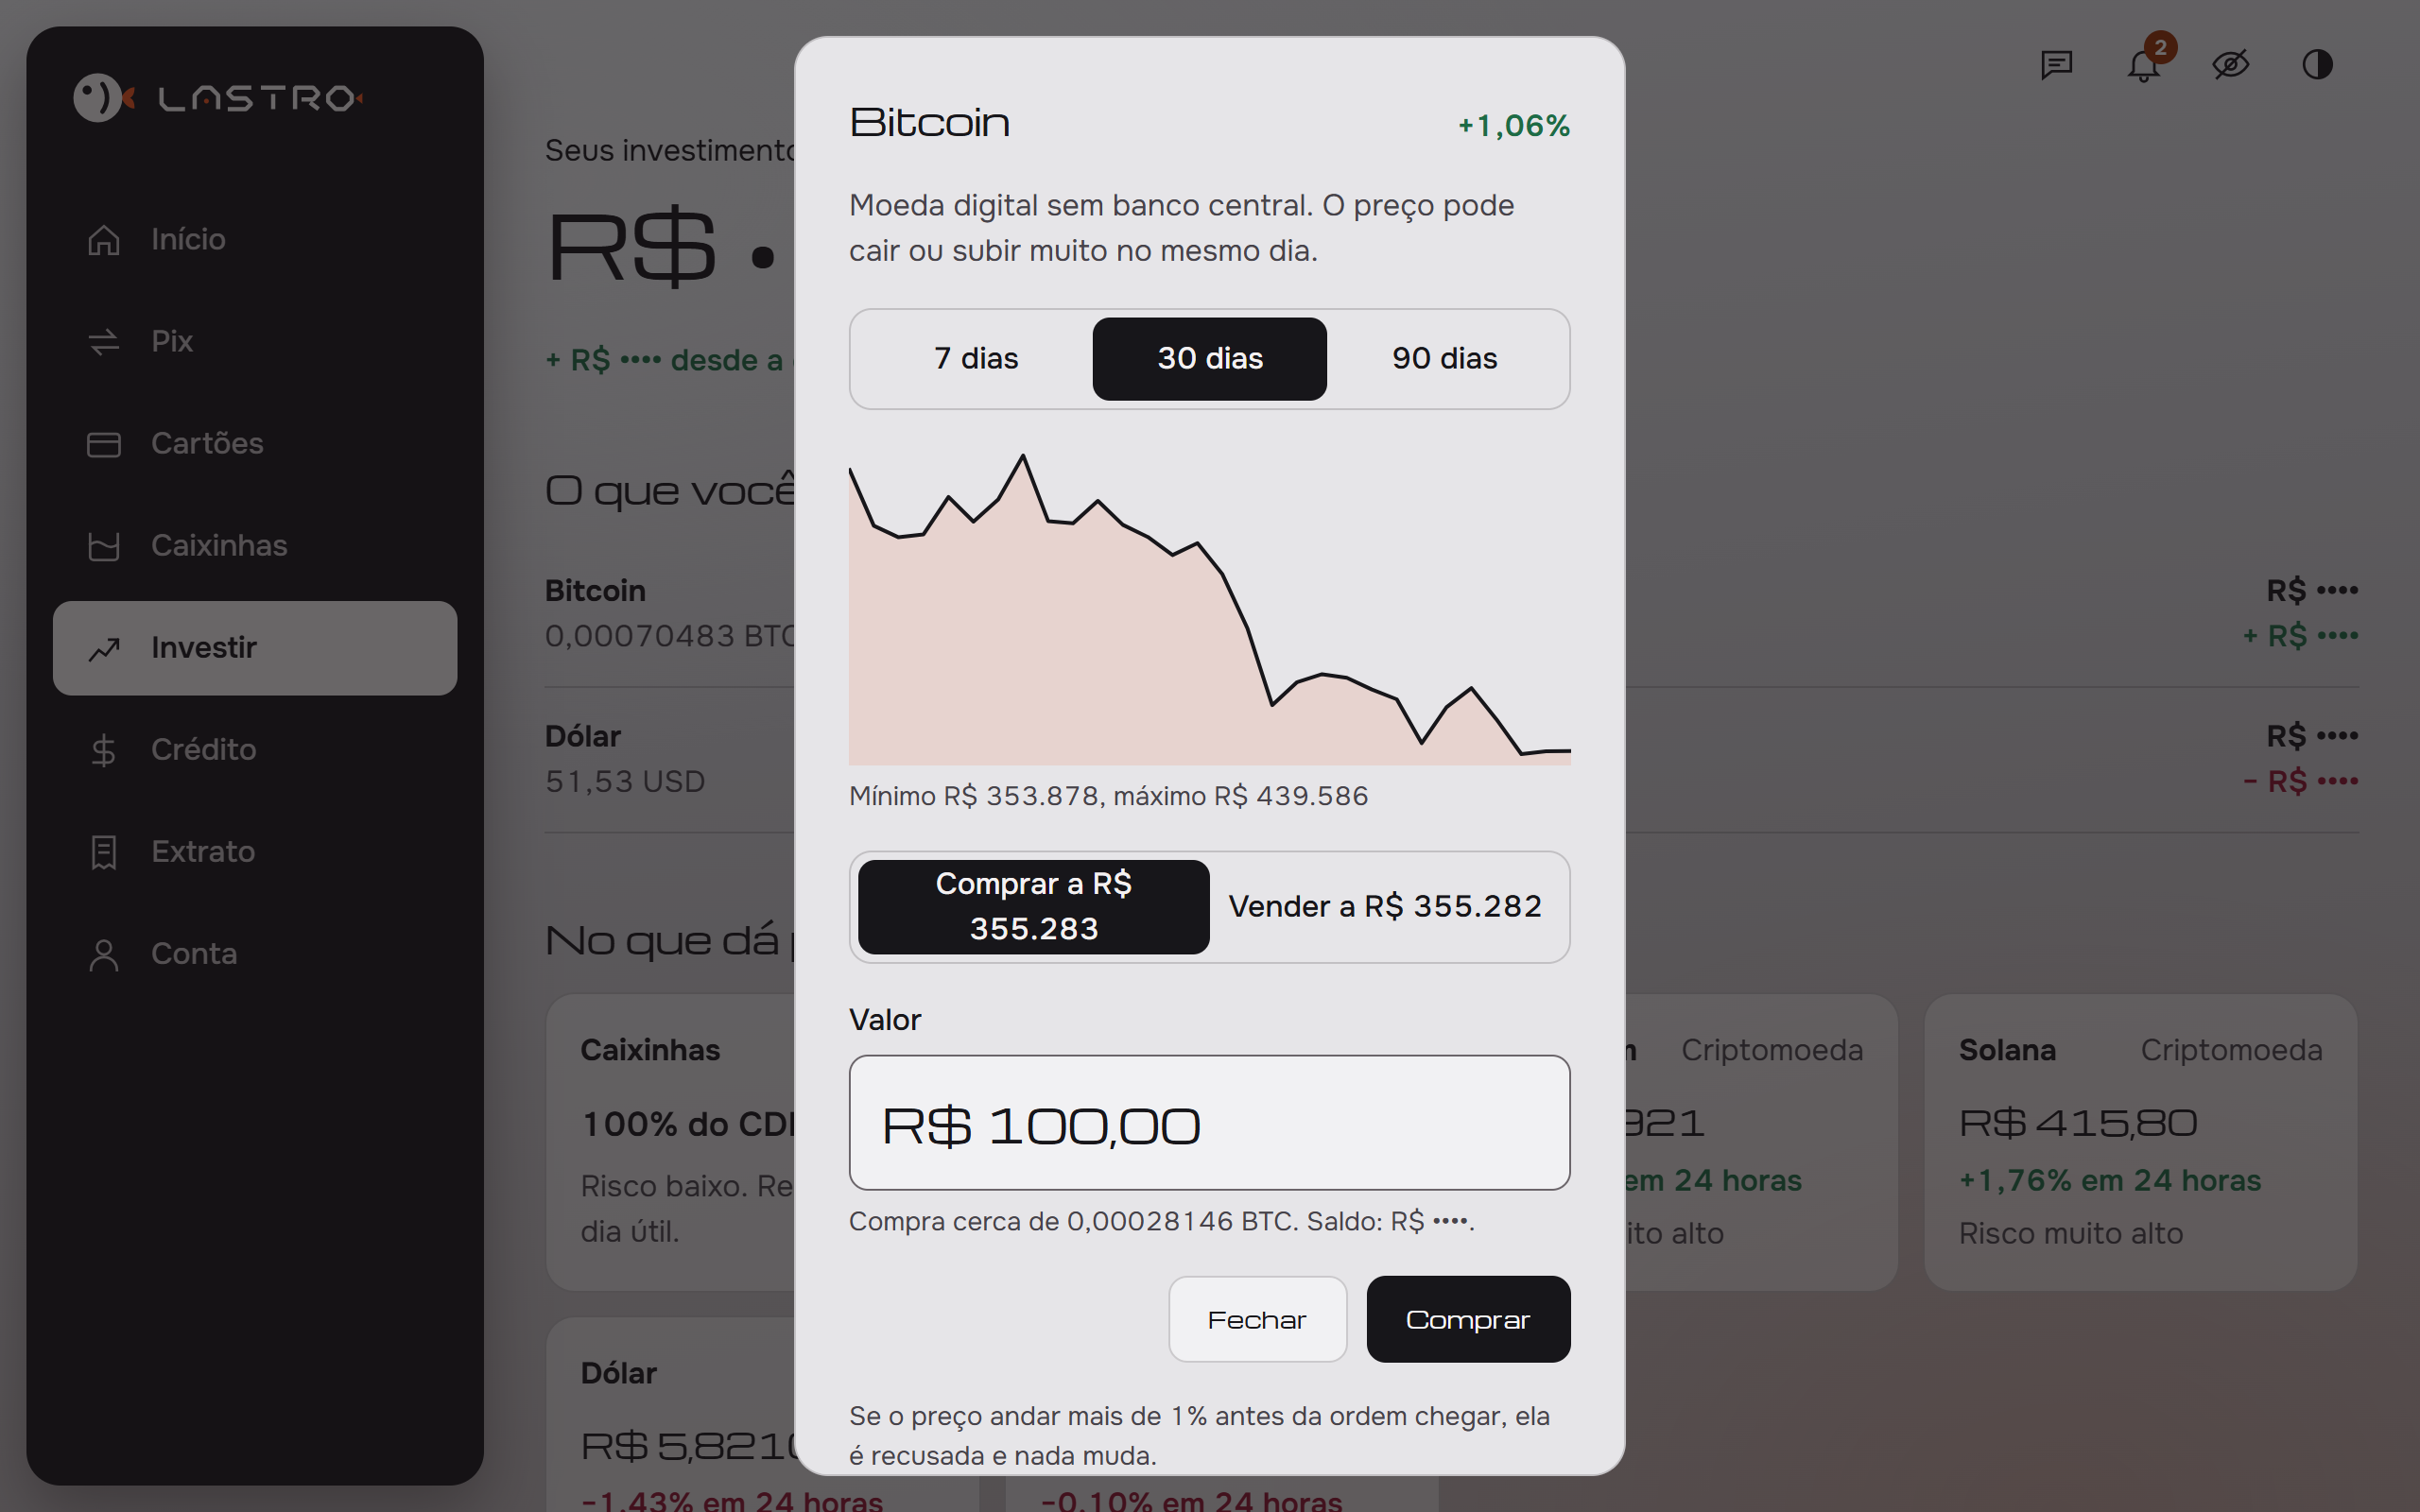 LASTRO
2
Início
Pix
Cartões
Caixinhas
Investir
Crédito
Extrato
Conta
Seus
R$ •
+ R$ •••• desde a
O que você
Bitcoin
0,00070483 BTC
R$ ••••
+ R$ ••••
Dólar
51,53 USD
R$ ••••
− R$ ••••
No que dá
Caixinhas
100% do CDI
Risco baixo.
dia útil.
Criptomoeda
921
em 24 horas
alto
Solana
Criptomoeda
R$ 415,80
+1,76% em 24 horas
Risco muito alto
Dólar
R$ 5,8210
−1,43% em 24 horas
−0,10% em 24 horas
Bitcoin
+1,06%
Moeda digital sem banco central. O preço pode
cair ou subir muito no mesmo dia.
7 dias
30 dias
90 dias
Mínimo R$ 353.878, máximo R$ 439.586
Comprar a R$
355.283
Vender a R$ 355.282
Valor
R$ 100,00
Compra cerca de 0,00028146 BTC. Saldo: R$ ••••.
Fechar
Comprar
Se o preço andar mais de 1% antes da ordem chegar, ela
é recusada e nada muda.